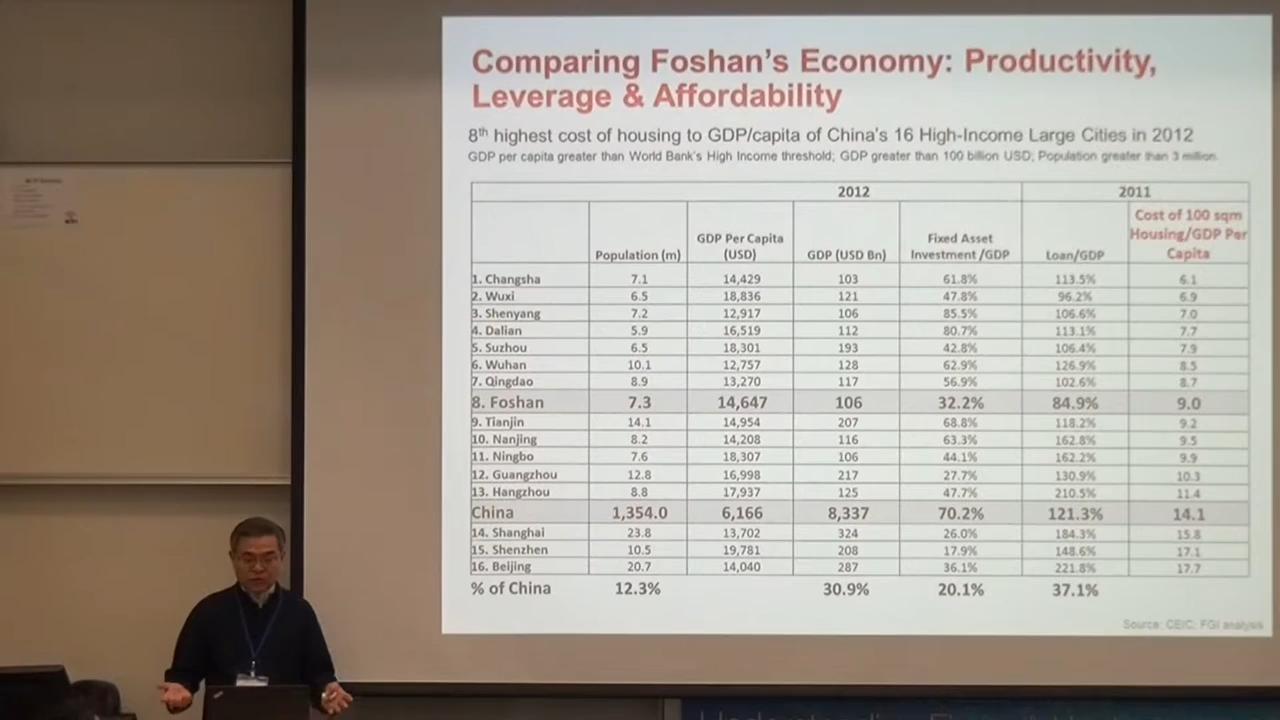 Comparing Foshan's Economy: Productivity,
Leverage & Affordability
8th highest cost of housing to GDP/capita of China's 16 High-Income Large Cities in 2012
GDP per capita greater than World Bank's High Income threshold; GDP greater than 100 billion USD; Population greater than 3 million.
2012 2011
Population (m) GDP Per Capita (USD) GDP (USD Bn) Fixed Asset Investment /GDP Loan/GDP Cost of 100 sqm Housing/GDP Per Capita
1. Changsha 7.1 14,429 103 61.8% 113.5% 6.1
2. Wuxi 6.5 18,836 121 47.8% 96.2% 6.9
3. Shenyang 7.2 12,917 106 85.5% 106.6% 7.0
4. Dalian 5.9 16,519 112 80.7% 113.1% 7.7
5. Suzhou 6.5 18,301 193 42.8% 106.4% 7.9
6. Wuhan 10.1 12,757 128 62.9% 126.9% 8.5
7. Qingdao 8.9 13,270 117 56.9% 102.6% 8.7
8. Foshan 7.3 14,647 106 32.2% 84.9% 9.0
9. Tianjin 14.1 14,954 207 68.8% 118.2% 9.2
10. Nanjing 8.2 14,208 116 63.3% 162.8% 9.5
11. Ningbo 7.6 18,307 106 44.1% 162.2% 9.9
12. Guangzhou 12.8 16,998 217 27.7% 130.9% 10.3
13. Hangzhou 8.8 17,937 125 47.7% 210.5% 11.4
China 1,354.0 6,166 8,337 70.2% 121.3% 14.1
14. Shanghai 23.8 13,702 324 26.0% 184.3% 15.8
15. Shenzhen 10.5 19,781 208 17.9% 148.6% 17.1
16. Beijing 20.7 14,040 287 36.1% 221.8% 17.7
% of China 12.3% 30.9% 20.1% 37.1%
Source: CEIC; FGI analysis